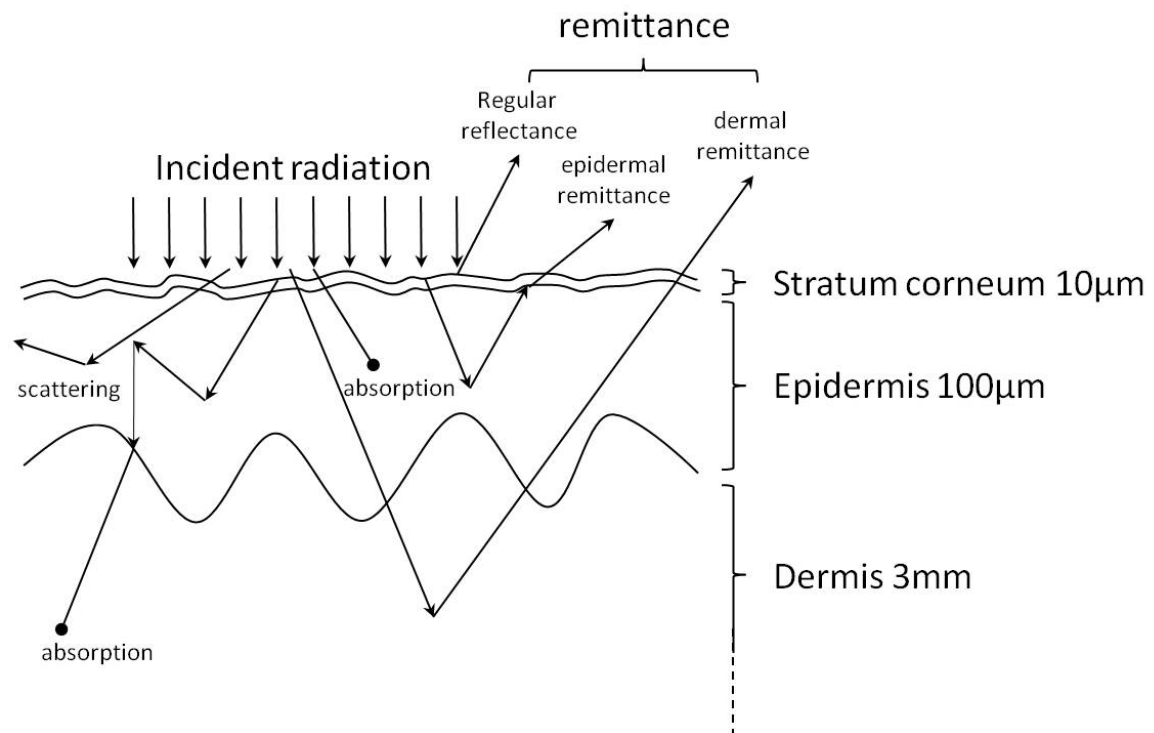 remittance
Regular
reflectance
dermal
remittance
epidermal
remittance
Incident radiation
Stratum corneum 10µm
scattering
absorption
Epidermis 100µm
Dermis 3mm
absorption